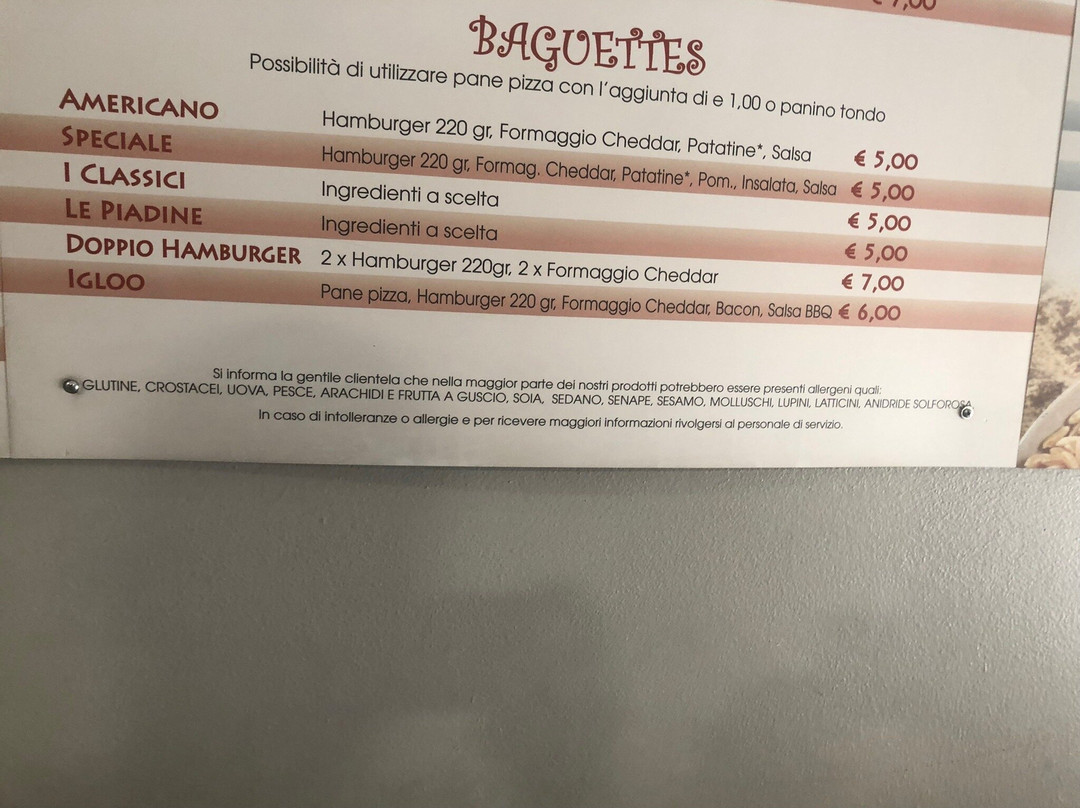 € 7,00
BAGUETTES
Possibilità di utilizzare pane pizza con l'aggiunta di e 1,00 o panino tondo
AMERICANO Hamburger 220 gr, Formaggio Cheddar, Patatine*, Salsa € 5,00
SPECIALE Hamburger 220 gr, Formag. Cheddar, Patatine*, Pom., Insalata, Salsa € 5,00
I CLASSICI Ingredienti a scelta € 5,00
LE PIADINE Ingredienti a scelta € 5,00
DOPPIO HAMBURGER 2 x Hamburger 220gr, 2 x Formaggio Cheddar € 7,00
IGLOO Pane pizza, Hamburger 220 gr, Formaggio Cheddar, Bacon, Salsa BBQ € 6,00
Si informa la gentile clientela che nella maggior parte dei nostri prodotti potrebbero essere presenti allergeni quali:
GLUTINE, CROSTACEI, UOVA, PESCE, ARACHIDI E FRUTTA A GUSCIO, SOIA, SEDANO, SENAPE, SESAMO, MOLLUSCHI, LUPINI, LATTICINI, ANIDRIDE SOLFOROSA
In caso di intolleranze o allergie e per ricevere maggiori informazioni rivolgersi al personale di servizio.